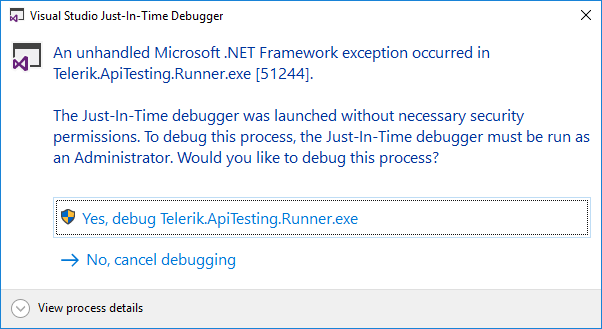 Visual Studio Just-In-Time Debugger
An unhandled Microsoft .NET Framework exception occurred in
Telerik.ApiTesting.Runner.exe [51244].
The Just-In-Time debugger was launched without necessary security
permissions. To debug this process, the Just-In-Time debugger must be run as
an Administrator. Would you like to debug this process?
Yes, debug Telerik.ApiTesting.Runner.exe
No, cancel debugging
View process details